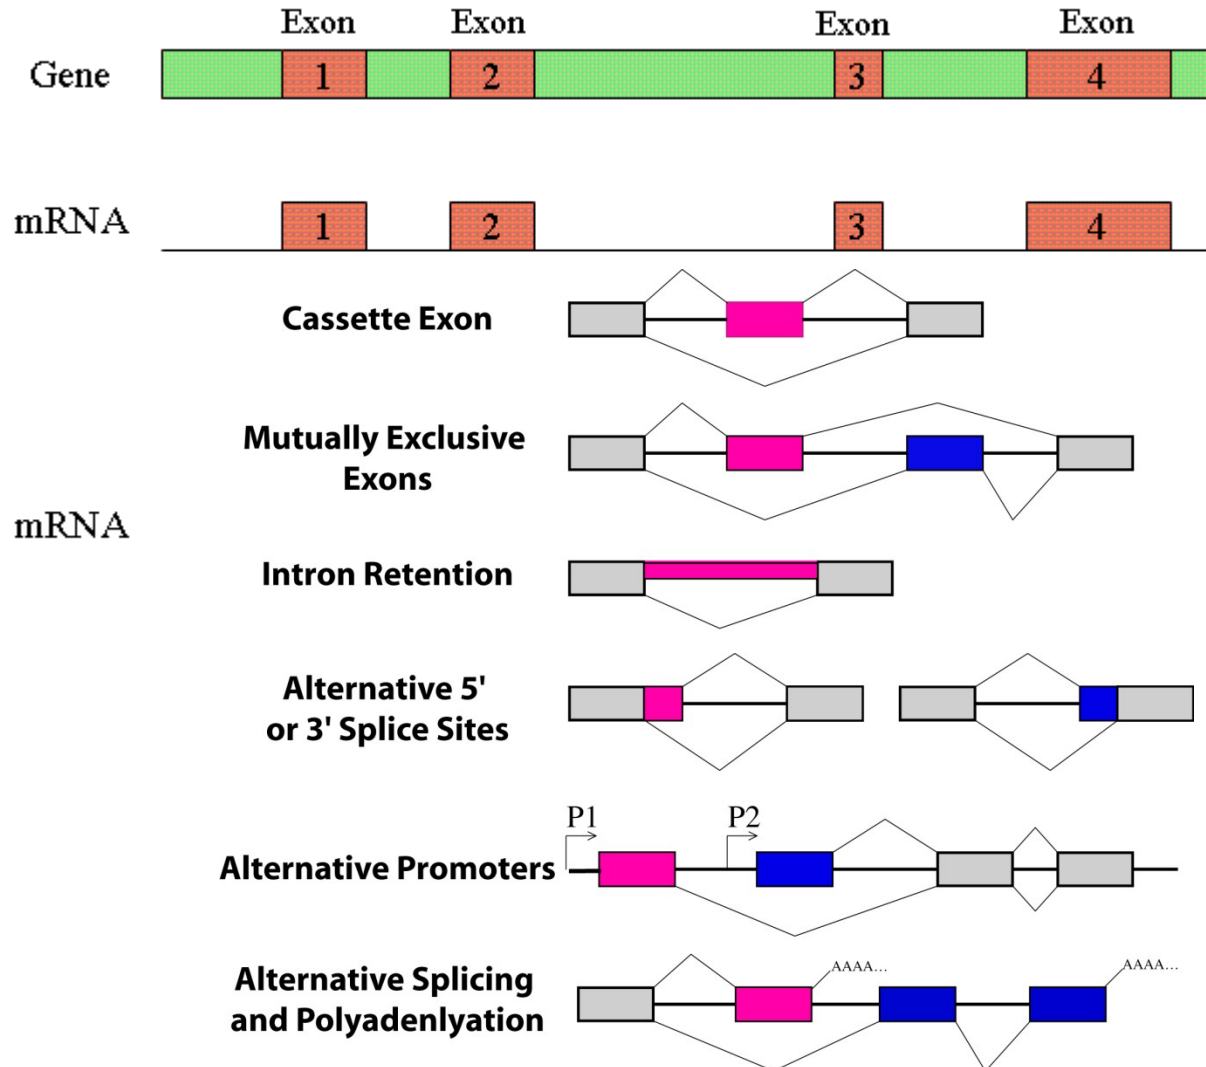 Exon Exon Exon Exon
Gene 1 2 3 4
mRNA 1 2 3 4
Cassette Exon
Mutually Exclusive
Exons
mRNA
Intron Retention
Alternative 5'
or 3' Splice Sites
P1 P2
Alternative Promoters
AAAA... AAAA...
Alternative Splicing
and Polyadenlyation